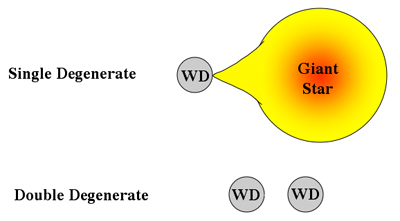 Single Degenerate
WD
Giant
Star
Double Degenerate
WD
WD